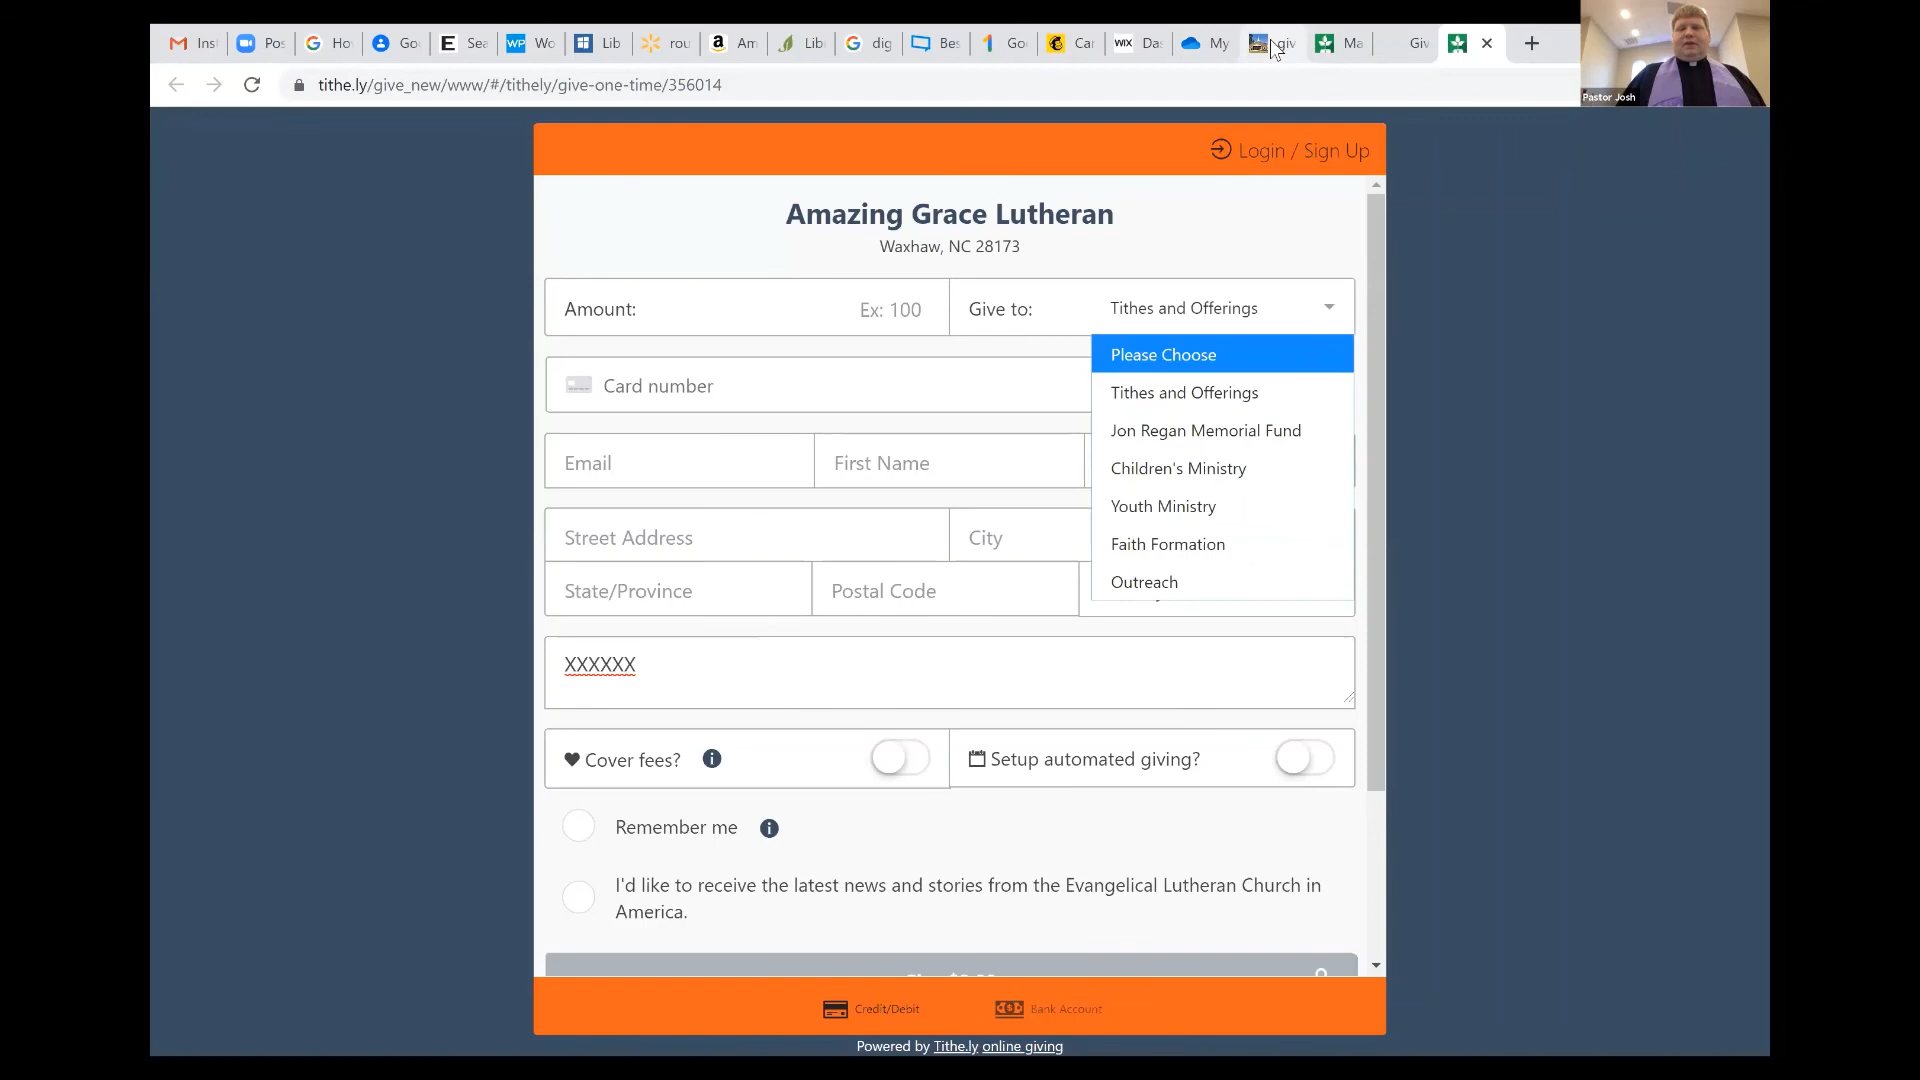 Ins Pos Ho Go Sea Wo Lib rou Am Lib dig Bes Go Car Das My giv Ma Giv
tithe.ly/give_new/www/#/tithely/give-one-time/356014
Pastor Josh
Login / Sign Up
Amazing Grace Lutheran
Waxhaw, NC 28173
Amount: Ex: 100 Give to: Tithes and Offerings
Please Choose
Tithes and Offerings
Card number
Jon Regan Memorial Fund
Email First Name
Children's Ministry
Youth Ministry
Street Address City
Faith Formation
State/Province Postal Code
Outreach
XXXXXX
Cover fees? Setup automated giving?
Remember me
I'd like to receive the latest news and stories from the Evangelical Lutheran Church in
America.
Credit/Debit Bank Account
Powered by Tithe.ly online giving